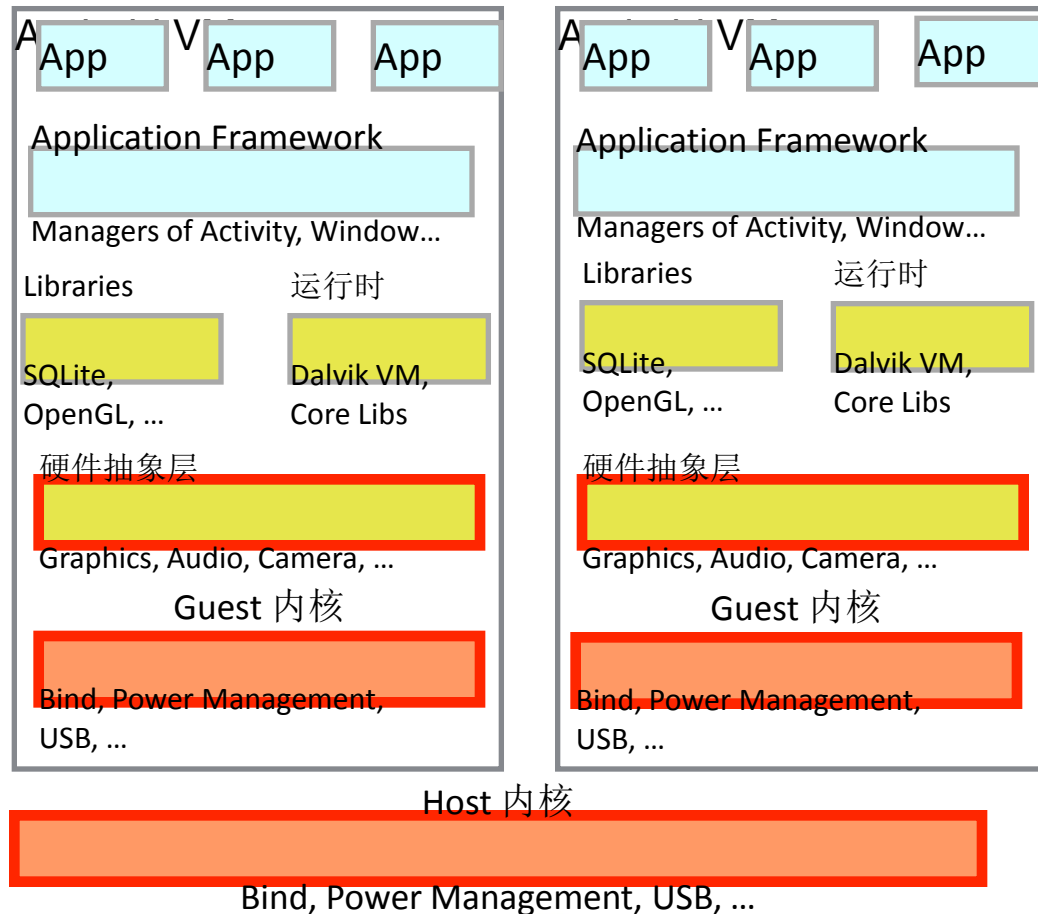 App App App
Application Framework
Managers of Activity, Window…
Libraries
运行时
SQLite,
OpenGL, …
Dalvik VM,
Core Libs
硬件抽象层
Graphics, Audio, Camera, …
Guest 内核
Bind, Power Management,
USB, …
App App App
Application Framework
Managers of Activity, Window…
Libraries
运行时
SQLite,
OpenGL, …
Dalvik VM,
Core Libs
硬件抽象层
Graphics, Audio, Camera, …
Guest 内核
Bind, Power Management,
USB, …
Host 内核
Bind, Power Management, USB, …